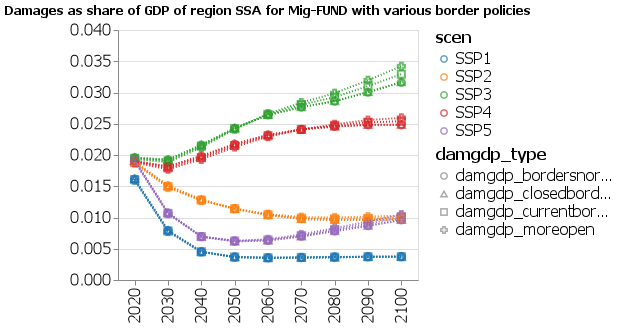 Damages as share of GDP of region SSA for Mig-FUND with various border policies
0.040
0.035
0.030
0.025
0.020
0.015
0.010
0.005
0.000
2020
2030
2040
2050
2060
2070
2080
2090
2100
scen
SSP1
SSP2
SSP3
SSP4
SSP5
damgdp_type
damgdp_bordersnor...
damgdp_closedbord...
damgdp_currentbor...
damgdp_moreopen